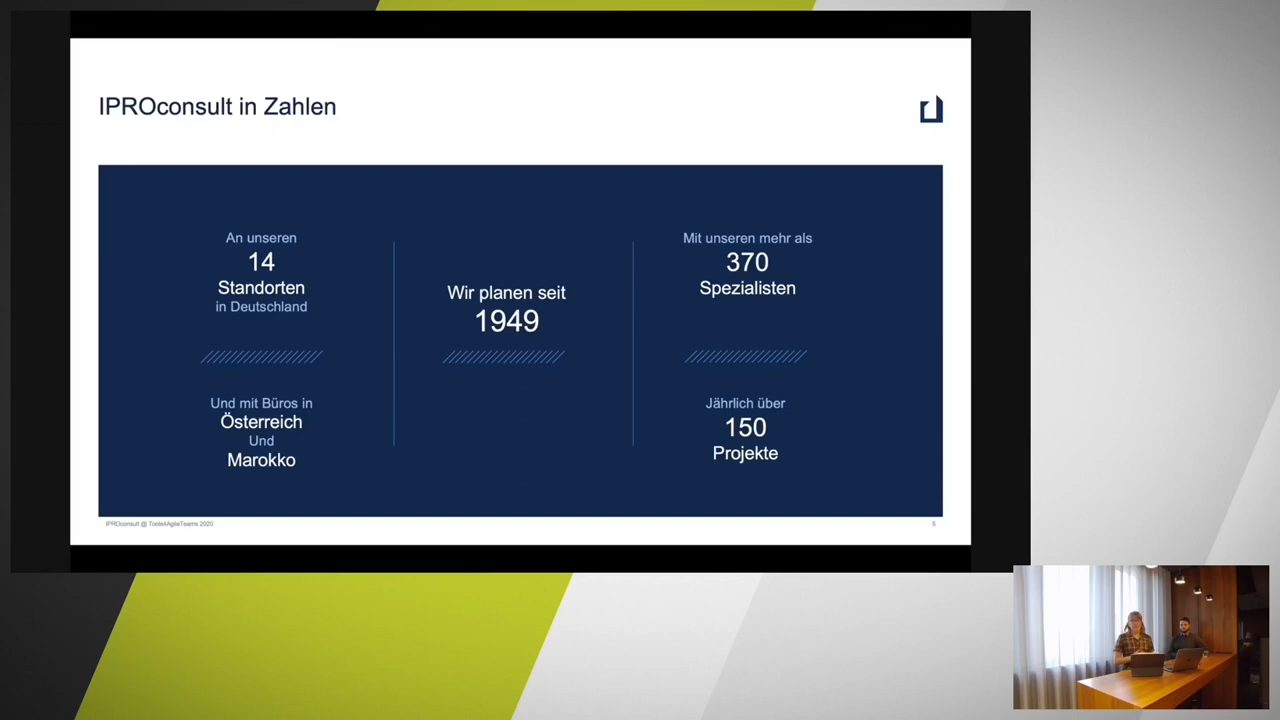 IPROconsult in Zahlen
An unseren
14
Standorten
in Deutschland
Und mit Büros in
Österreich
Und
Marokko
Wir planen seit
1949
Mit unseren mehr als
370
Spezialisten
Jährlich über
150
Projekte
IPROconsult @ Tools4AgileTeams 2020
5